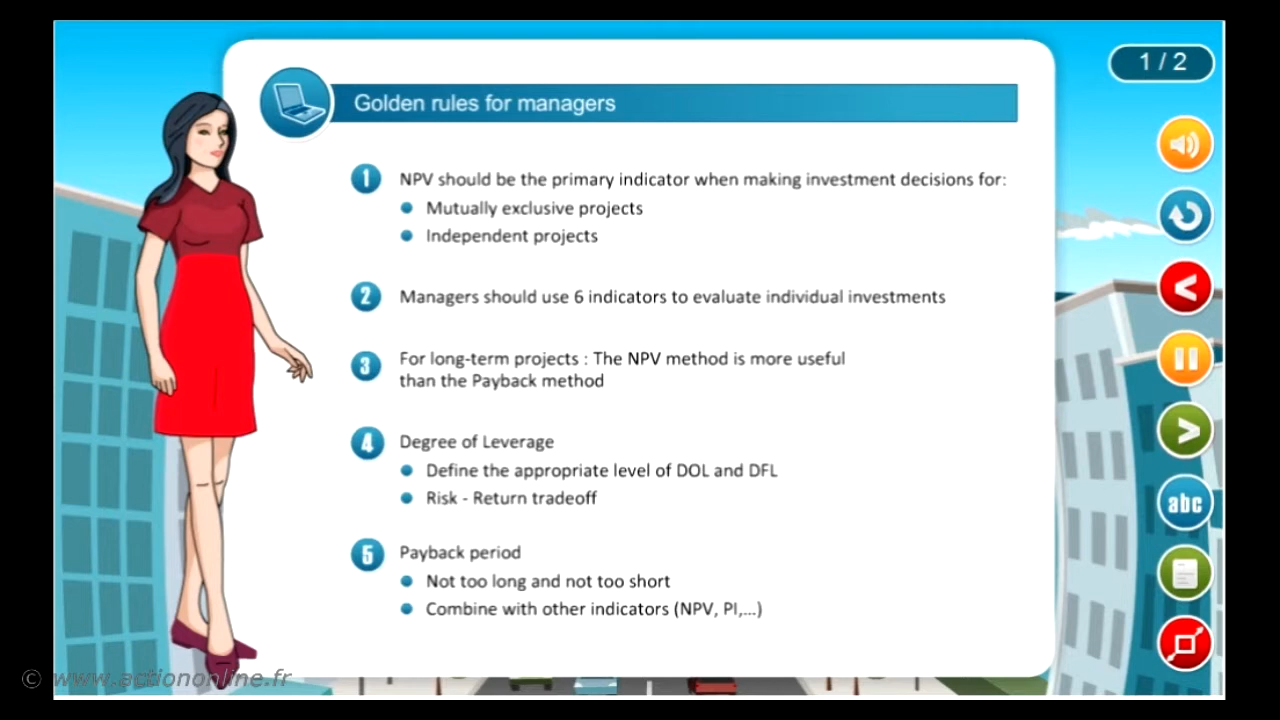 1 / 2
Golden rules for managers
1 NPV should be the primary indicator when making investment decisions for:
Mutually exclusive projects
Independent projects
2 Managers should use 6 indicators to evaluate individual investments
3 For long-term projects : The NPV method is more useful
than the Payback method
4 Degree of Leverage
Define the appropriate level of DOL and DFL
Risk - Return tradeoff
5 Payback period
Not too long and not too short
Combine with other indicators (NPV, PI,...)
abc
© www.actiononline.fr